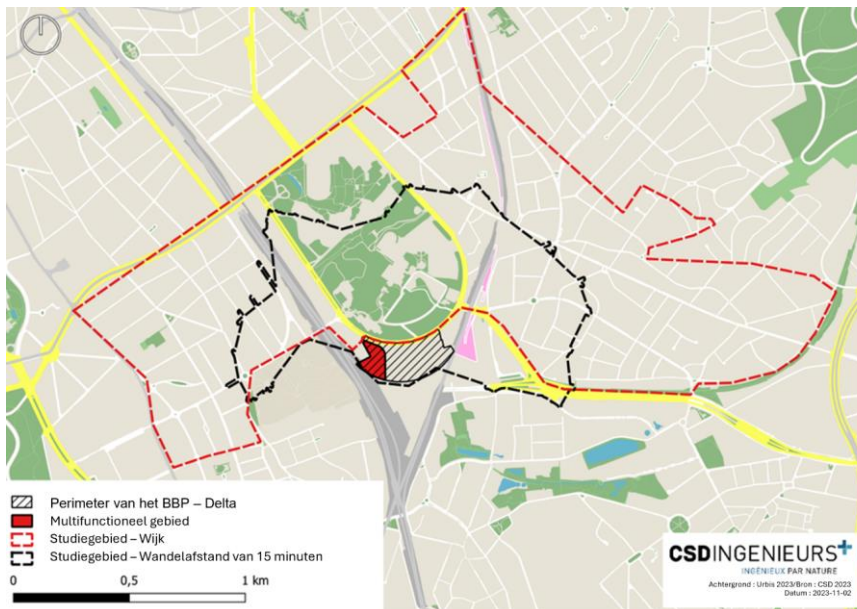 Perimeter van het BBP – Delta
Multifunctioneel gebied
Studiegebied – Wijk
Studiegebied – Wandelafstand van 15 minuten
0 0,5 1 km
CSDINGENIEURS+
INGÉNIEUX PAR NATURE
Achtergrond : Urbis 2023/Bron : CSD 2023
Datum : 2023-11-02